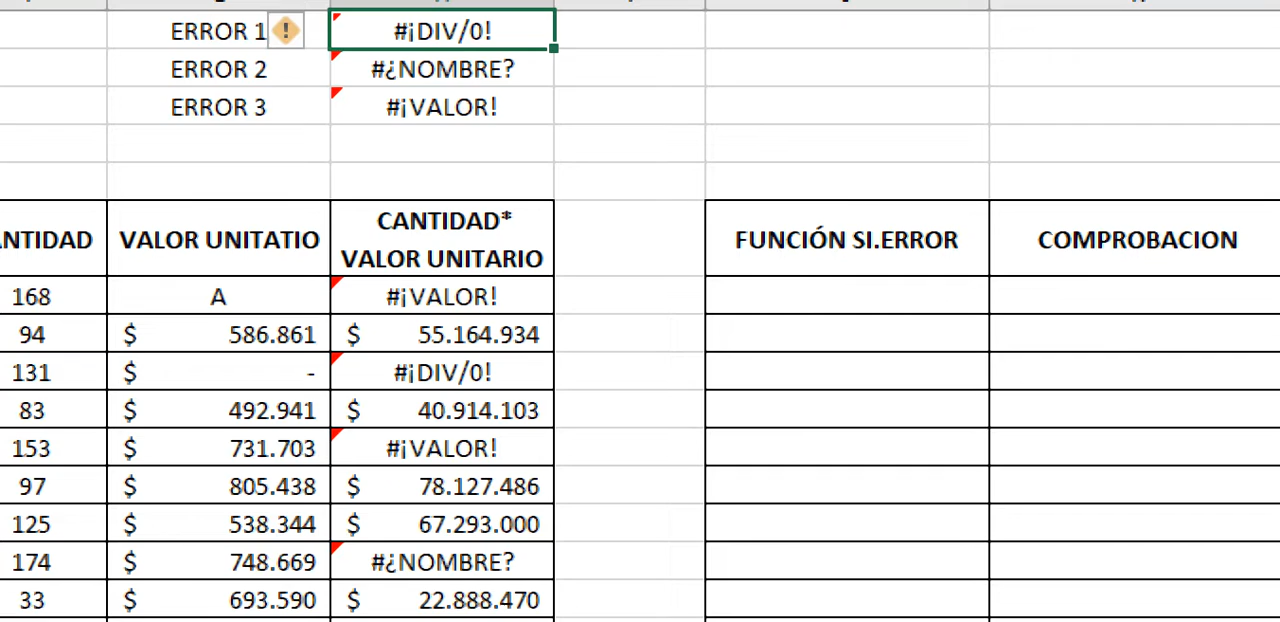 ERROR 1 ! #¡DIV/0!
ERROR 2 #¿NOMBRE?
ERROR 3 #¡VALOR!
ANTIDAD VALOR UNITATIO CANTIDAD*
VALOR UNITARIO FUNCIÓN SI.ERROR COMPROBACION
168 A #¡VALOR!
94 $ 586.861 $ 55.164.934
131 $ - #¡DIV/0!
83 $ 492.941 $ 40.914.103
153 $ 731.703 #¡VALOR!
97 $ 805.438 $ 78.127.486
125 $ 538.344 $ 67.293.000
174 $ 748.669 #¿NOMBRE?
33 $ 693.590 $ 22.888.470